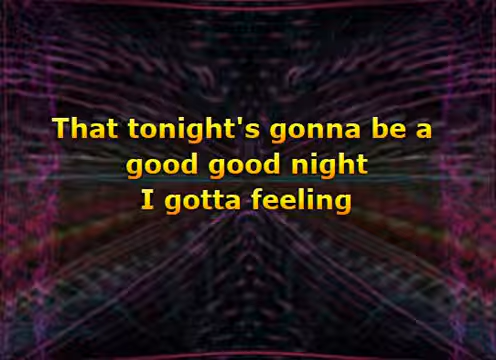 That tonight's gonna be a
good good night
I gotta feeling